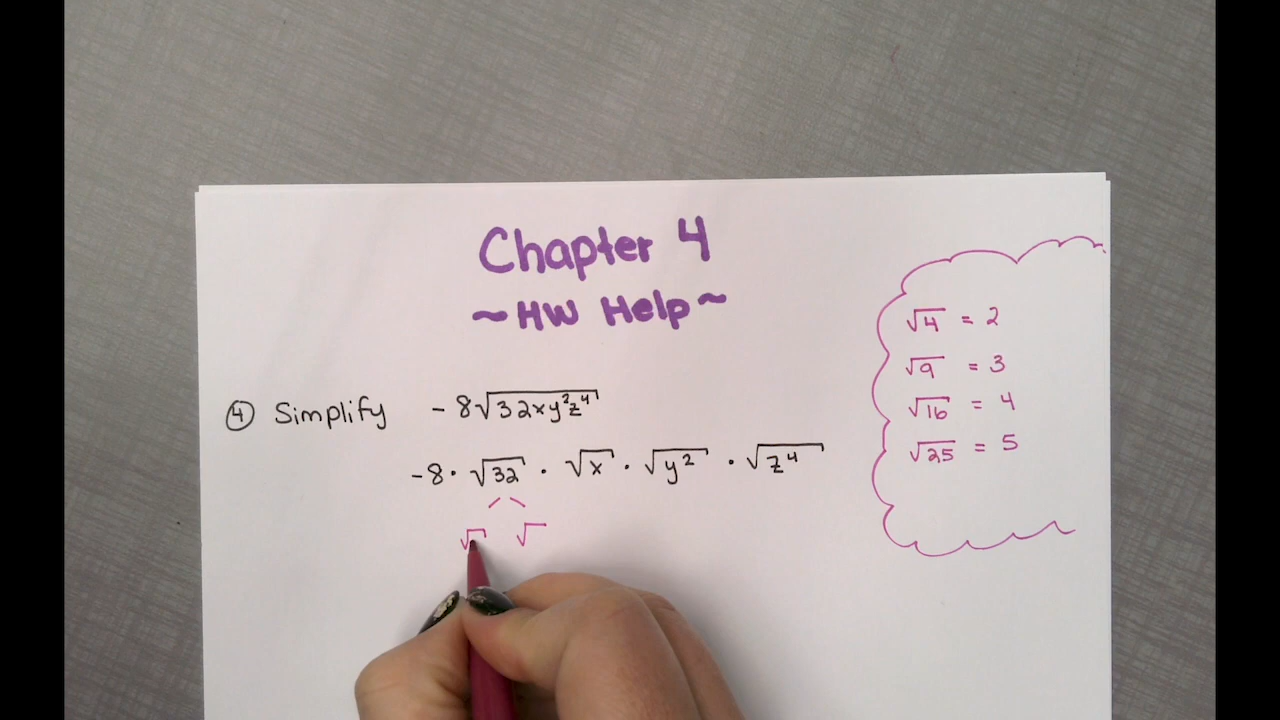 Chapter 4
~HW Help~
④ Simplify -8√32xy²z⁴
-8 · √32 · √x · √y² · √z⁴
√ √
√4 = 2
√9 = 3
√16 = 4
√25 = 5